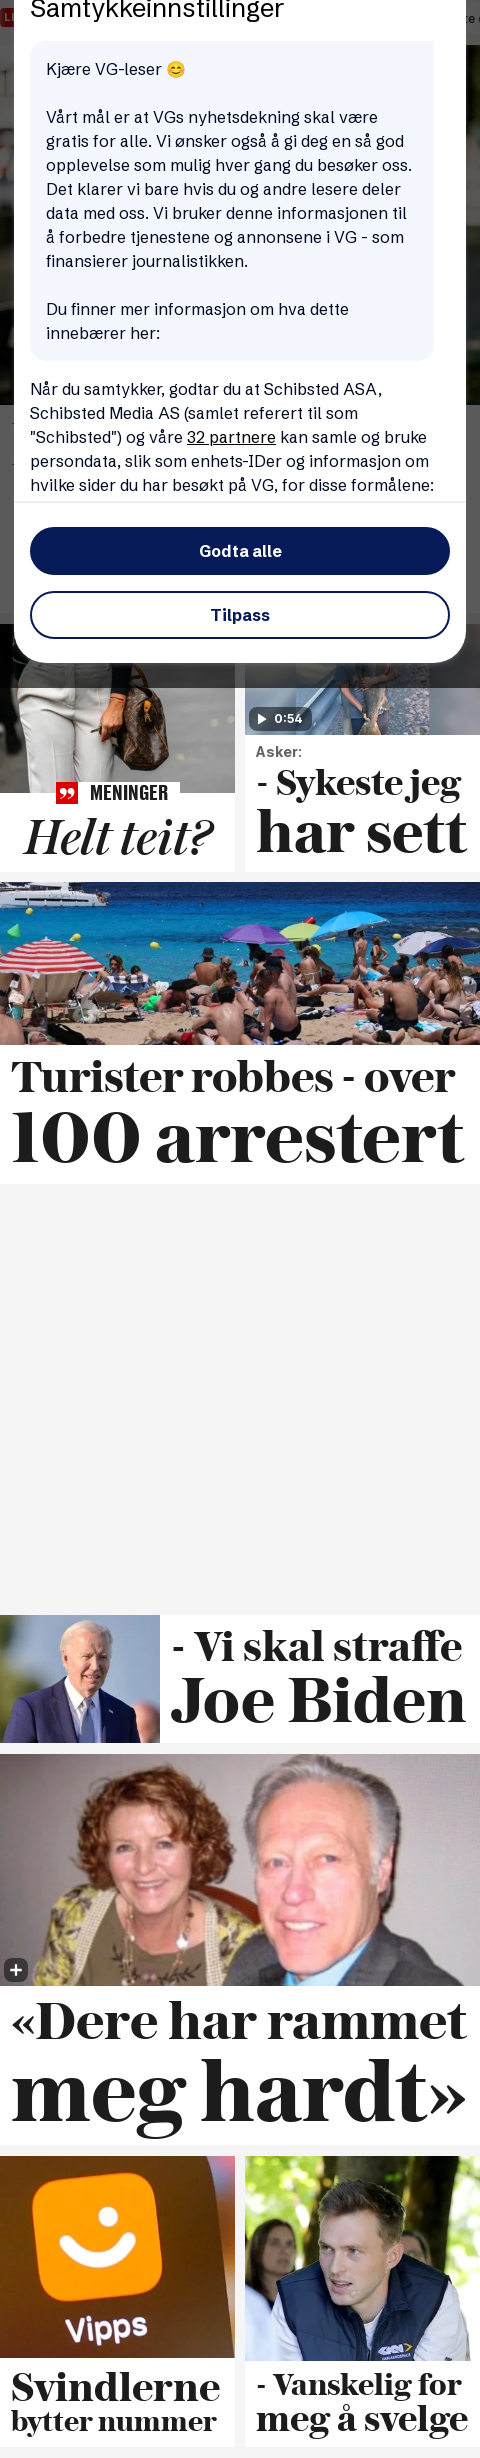 Samtykkeinnstillinger
Kjære VG-leser 😊
Vårt mål er at VGs nyhetsdekning skal være
gratis for alle. Vi ønsker også å gi deg en så god
opplevelse som mulig hver gang du besøker oss.
Det klarer vi bare hvis du og andre lesere deler
data med oss. Vi bruker denne informasjonen til
å forbedre tjenestene og annonsene i VG - som
finansierer journalistikken.
Du finner mer informasjon om hva dette
innebærer her:
Når du samtykker, godtar du at Schibsted ASA,
Schibsted Media AS (samlet referert til som
"Schibsted") og våre 32 partnere kan samle og bruke
persondata, slik som enhets-IDer og informasjon om
hvilke sider du har besøkt på VG, for disse formålene:
Godta alle
Tilpass
MENINGER
Helt teit?
0:54
Asker:
- Sykeste jeg
har sett
Turister robbes - over
100 arrestert
- Vi skal straffe
Joe Biden
«Dere har rammet
meg hardt»
Vipps
Svindlerne
bytter nummer
- Vanskelig for
meg å svelge